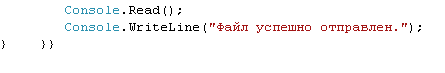 Console.Read();
Console.WriteLine("Файл успешно отправлен.");
}     }}